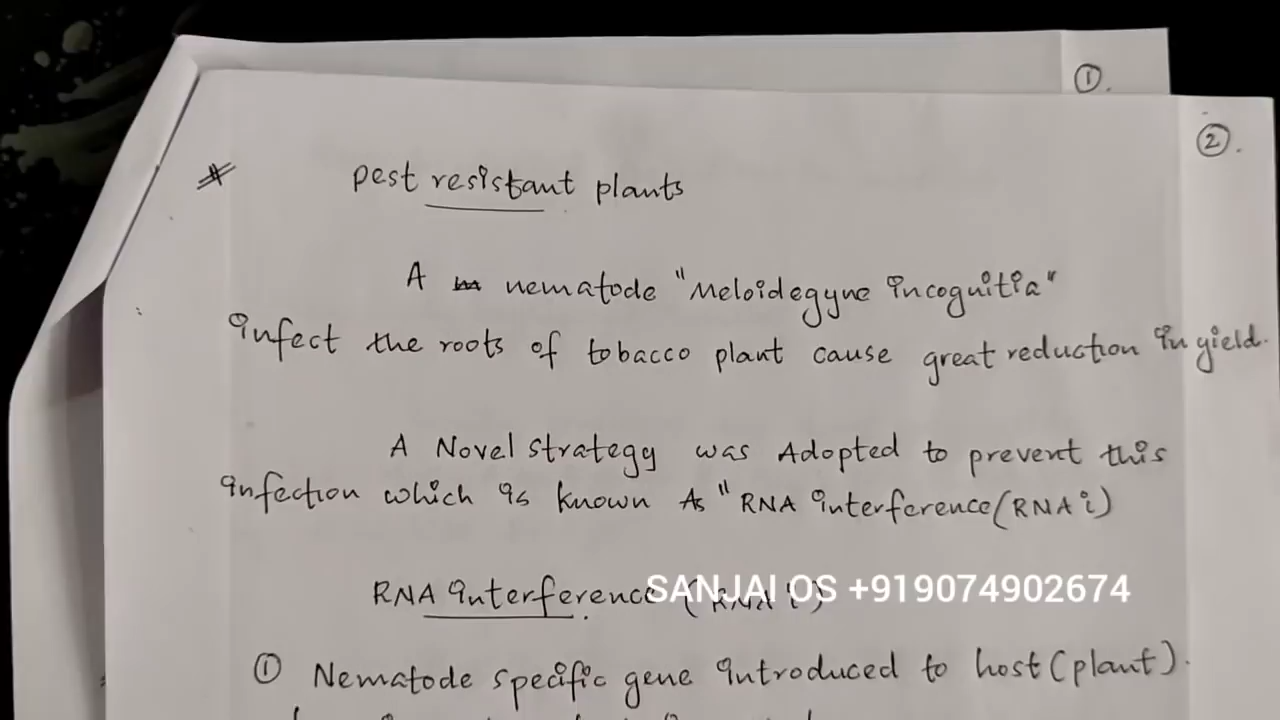 ①.
②.
* pest resistant plants
A nematode "Meloidegyne incognitia"
infect the roots of tobacco plant cause great reduction in yield.
A Novel strategy was Adopted to prevent this
infection which is known As "RNA interference (RNA i)
RNA interference (RNA i)
SANJAI OS +919074902674
① Nematode specific gene introduced to host (plant).